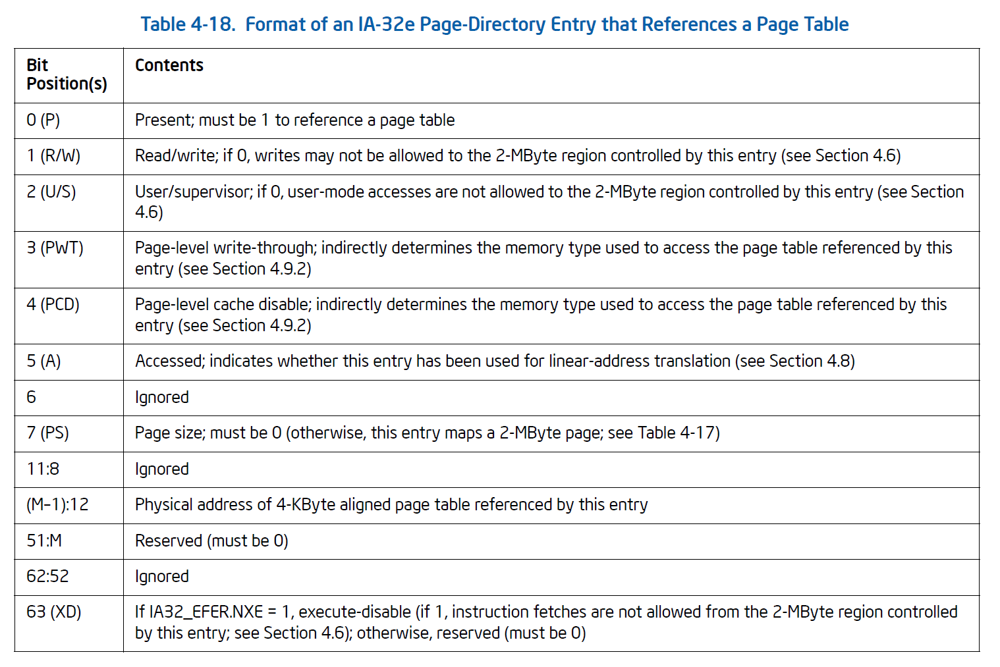 Table 4-18. Format of an IA-32e Page-Directory Entry that References a Page Table
Bit
Position(s)
Contents
0 (P)
Present; must be 1 to reference a page table
1 (R/W)
Read/write; if 0, writes may not be allowed to the 2-MByte region controlled by this entry (see Section 4.6)
2 (U/S)
User/supervisor; if 0, user-mode accesses are not allowed to the 2-MByte region controlled by this entry (see Section
4.6)
3 (PWT)
Page-level write-through; indirectly determines the memory type used to access the page table referenced by this
entry (see Section 4.9.2)
4 (PCD)
Page-level cache disable; indirectly determines the memory type used to access the page table referenced by this
entry (see Section 4.9.2)
5 (A)
Accessed; indicates whether this entry has been used for linear-address translation (see Section 4.8)
6
Ignored
7 (PS)
Page size; must be 0 (otherwise, this entry maps a 2-MByte page; see Table 4-17)
11:8
Ignored
(M–1):12
Physical address of 4-KByte aligned page table referenced by this entry
51:M
Reserved (must be 0)
62:52
Ignored
63 (XD)
If IA32_EFER.NXE = 1, execute-disable (if 1, instruction fetches are not allowed from the 2-MByte region controlled
by this entry; see Section 4.6); otherwise, reserved (must be 0)